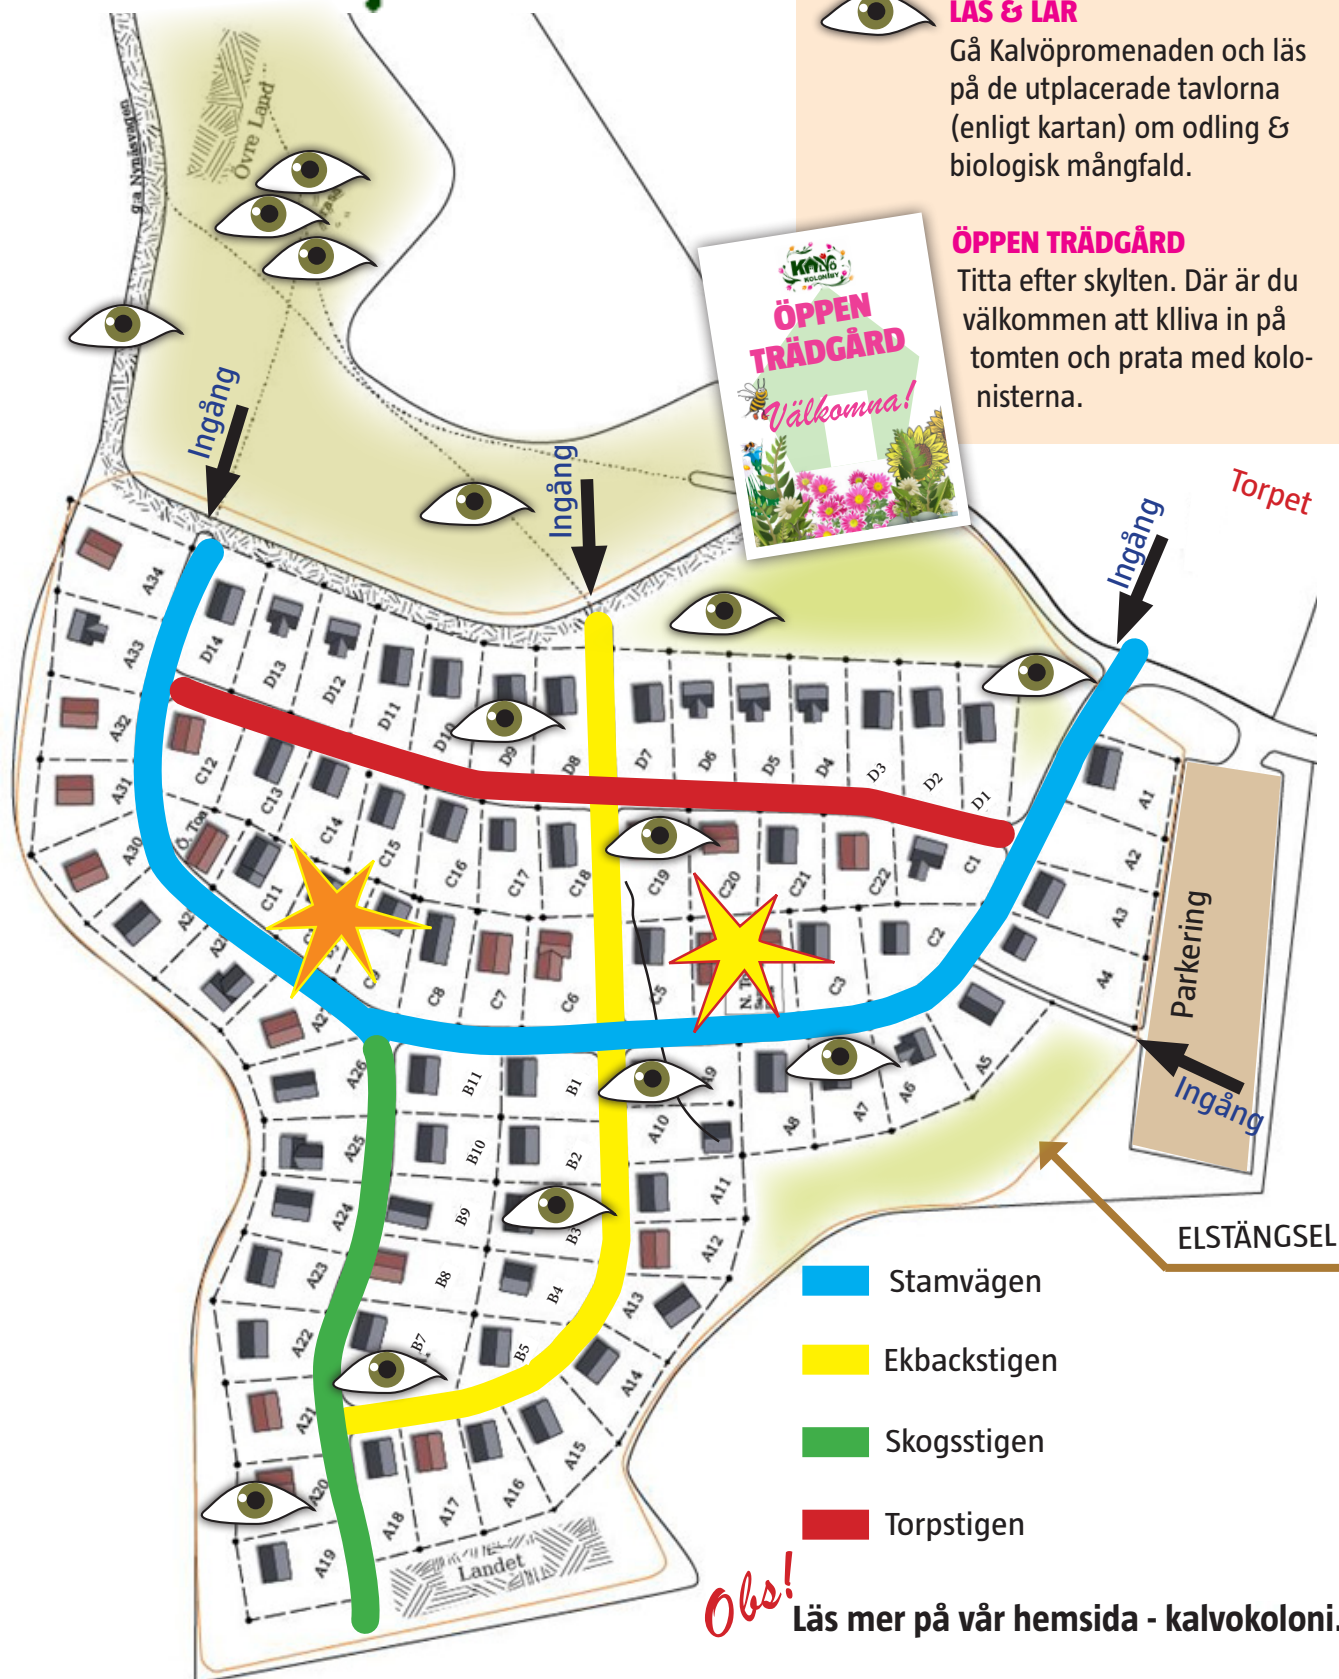 LÄS & LÄR
Gå Kalvöpromenaden och läs
på de utplacerade tavlorna
(enligt kartan) om odling &
biologisk mångfald.
ÖPPEN TRÄDGÅRD
Titta efter skylten. Där är du
välkommen att klliva in på
tomten och prata med kolo-
nisterna.
KALVÖ
KOLONIBY
ÖPPEN
TRÄDGÅRD
Välkomna!
Övre Land
g:a Nynäsvägen
Ingång
Ingång
Ingång
Torpet
Ingång
Parkering
ELSTÄNGSEL
A34
A33
A32
A31
A30
D14
D13
D12
D11
D10
D9
D8
D7
D6
D5
D4
D3
D2
D1
C12
C13
C14
C15
C16
C17
C18
C19
C20
C21
C22
C1
Ö. Toa
C11
C8
C7
C6
C5
N. To
C3
C2
A1
A2
A3
A4
A5
A6
A7
A8
A9
A10
A11
A12
A13
A14
A15
A16
A17
A18
A19
A20
A21
A22
A23
A24
A25
A26
B11
B10
B9
B8
B7
B1
B2
B3
B4
B5
Landet
Stamvägen
Ekbackstigen
Skogsstigen
Torpstigen
Obs!
Läs mer på vår hemsida - kalvokoloni.